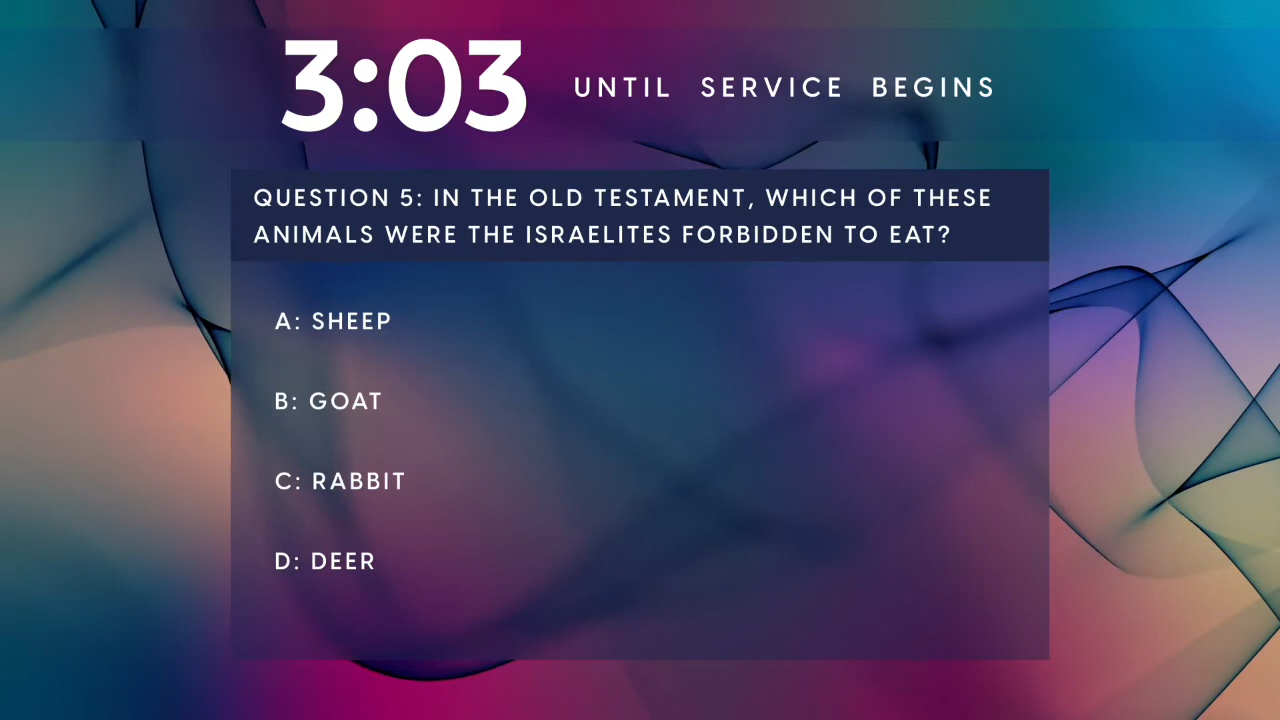 3:03 UNTIL SERVICE BEGINS
QUESTION 5: IN THE OLD TESTAMENT, WHICH OF THESE
ANIMALS WERE THE ISRAELITES FORBIDDEN TO EAT?
A: SHEEP
B: GOAT
C: RABBIT
D: DEER